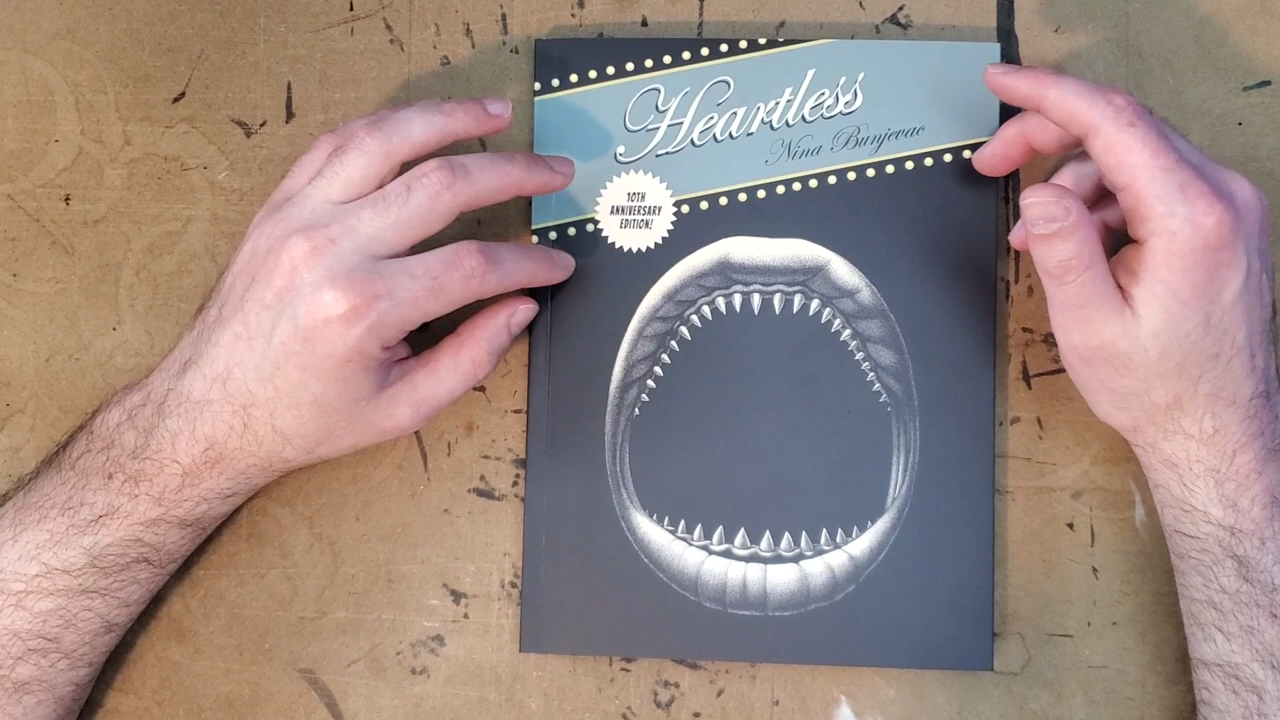 Heartless
Nina Bunjevac
10TH
ANNIVERSARY
EDITION!